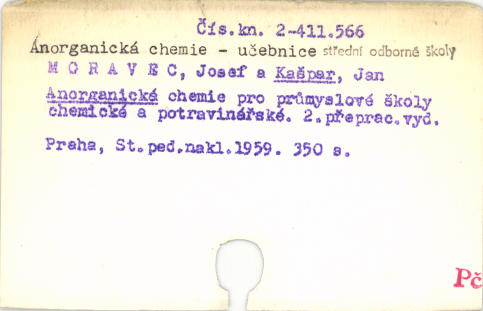 Čís.kn. 2-411.566
Anorganická chemie - učebnice střední odborné školy
M O R A V E C, Josef a Kašpar, Jan
Anorganické chemie pro průmyslové školy
chemické a potravinářské. 2.přeprac.vyd.
Praha, St.ped.nakl.1959. 350 s.
Pč